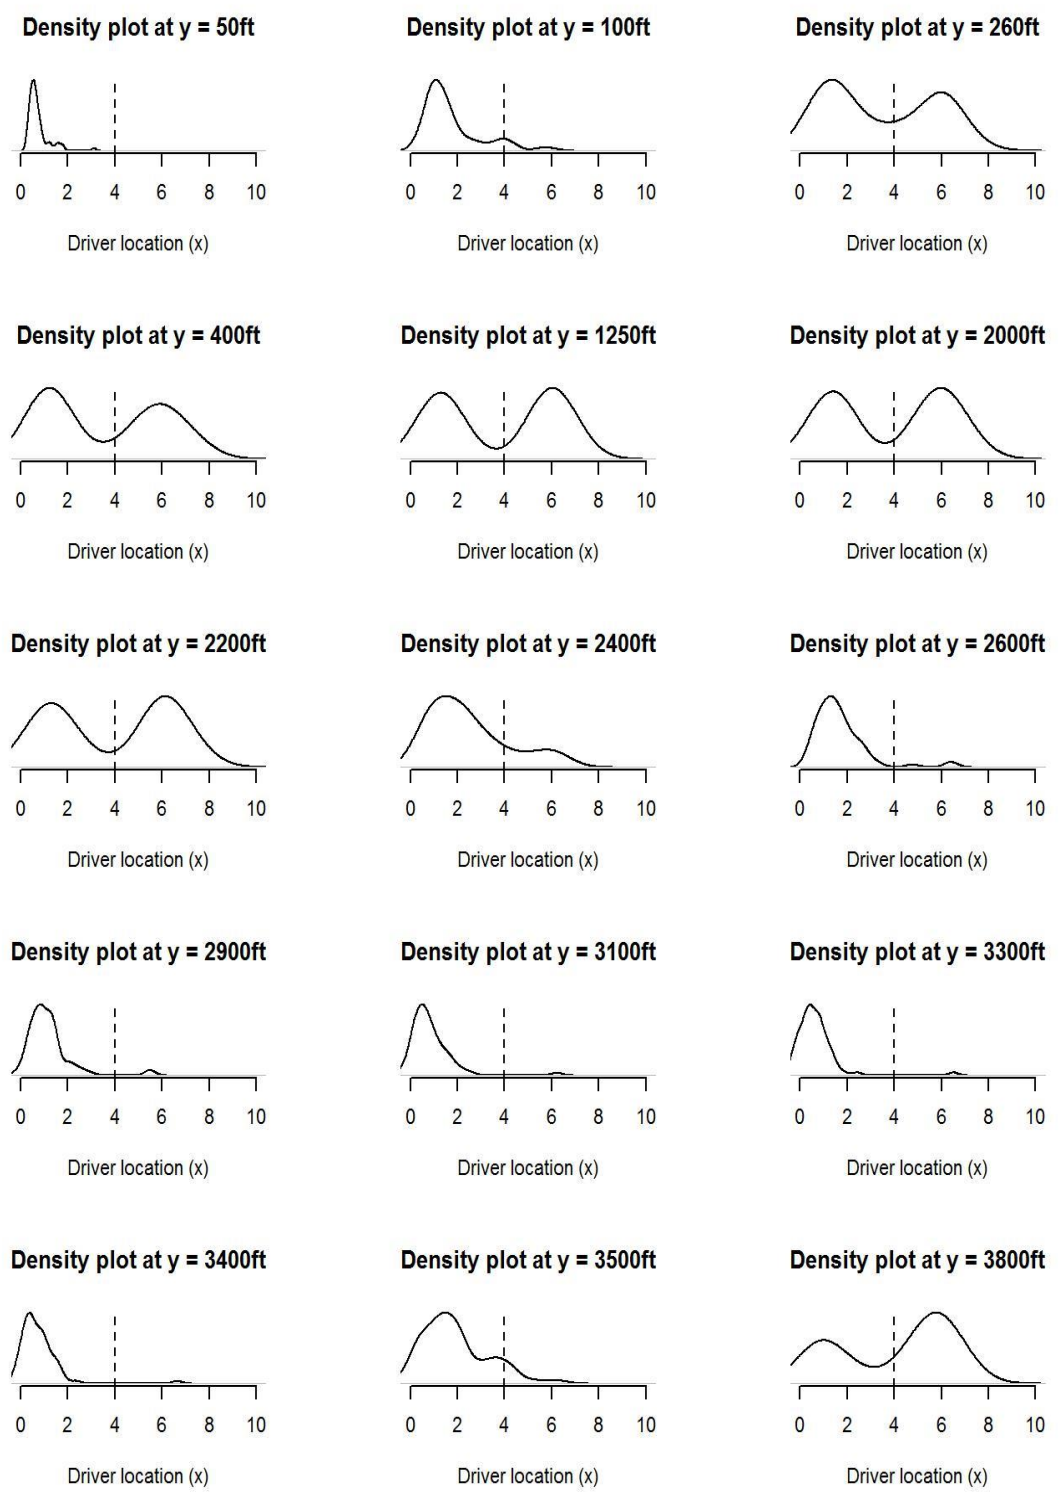 Density plot at y = 50ft
Density plot at y = 100ft
Density plot at y = 260ft
0 2 4 6 8 10
0 2 4 6 8 10
0 2 4 6 8 10
Driver location (x)
Driver location (x)
Driver location (x)
Density plot at y = 400ft
Density plot at y = 1250ft
Density plot at y = 2000ft
0 2 4 6 8 10
0 2 4 6 8 10
0 2 4 6 8 10
Driver location (x)
Driver location (x)
Driver location (x)
Density plot at y = 2200ft
Density plot at y = 2400ft
Density plot at y = 2600ft
0 2 4 6 8 10
0 2 4 6 8 10
0 2 4 6 8 10
Driver location (x)
Driver location (x)
Driver location (x)
Density plot at y = 2900ft
Density plot at y = 3100ft
Density plot at y = 3300ft
0 2 4 6 8 10
0 2 4 6 8 10
0 2 4 6 8 10
Driver location (x)
Driver location (x)
Driver location (x)
Density plot at y = 3400ft
Density plot at y = 3500ft
Density plot at y = 3800ft
0 2 4 6 8 10
0 2 4 6 8 10
0 2 4 6 8 10
Driver location (x)
Driver location (x)
Driver location (x)